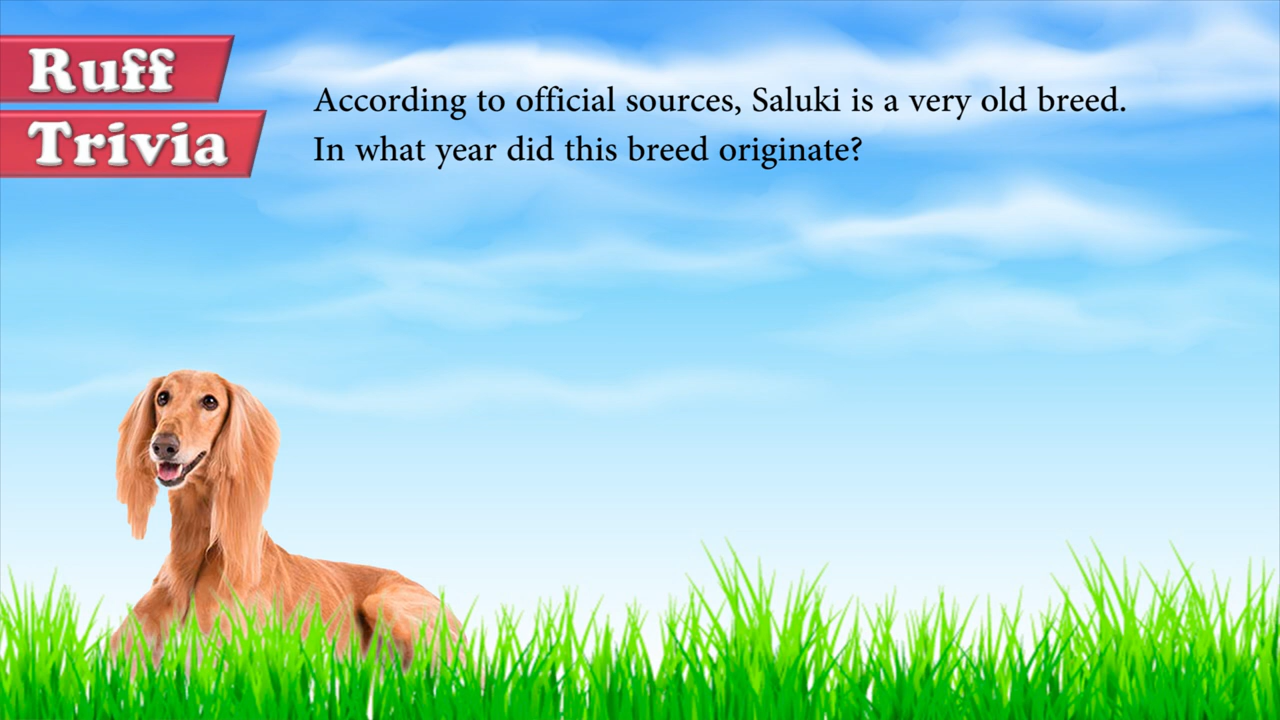 Ruff
Trivia
According to official sources, Saluki is a very old breed.
In what year did this breed originate?